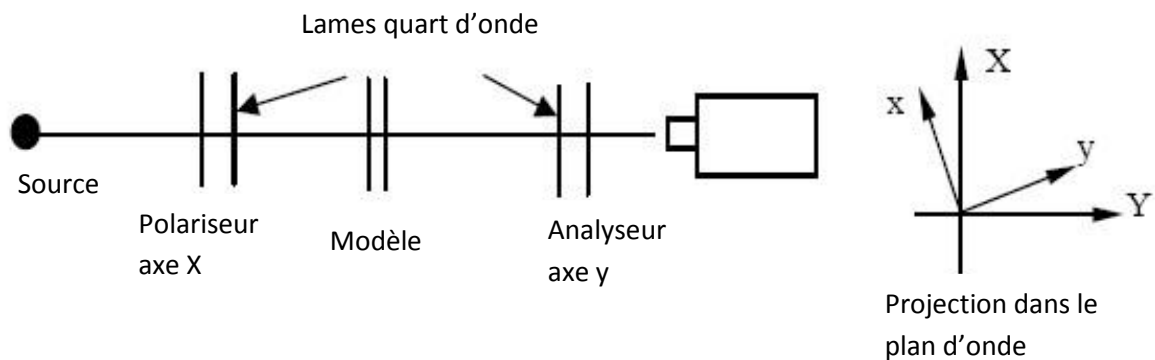 Lames quart d'onde
Source
Polariseur
axe X
Modèle
Analyseur
axe y
X
x
y
Y
Projection dans le
plan d'onde